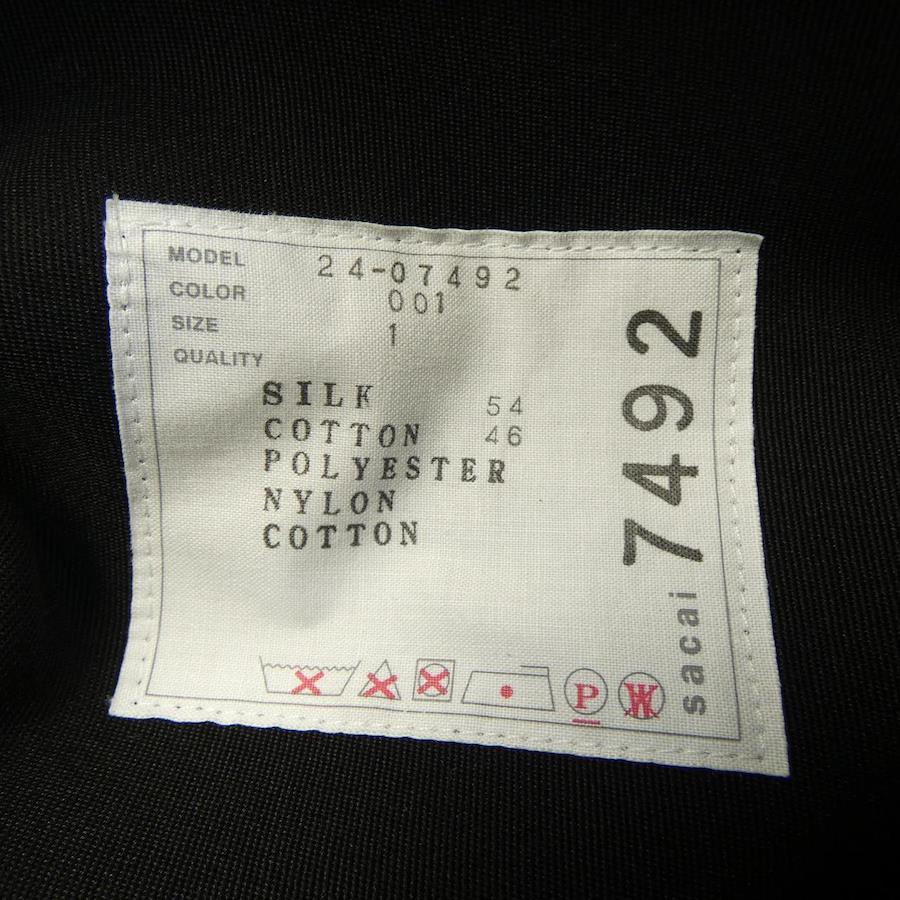 MODEL 24-07492
COLOR 001
SIZE 1
QUALITY
SILK 54
COTTON 46
POLYESTER
NYLON
COTTON
P W
sacai 7492